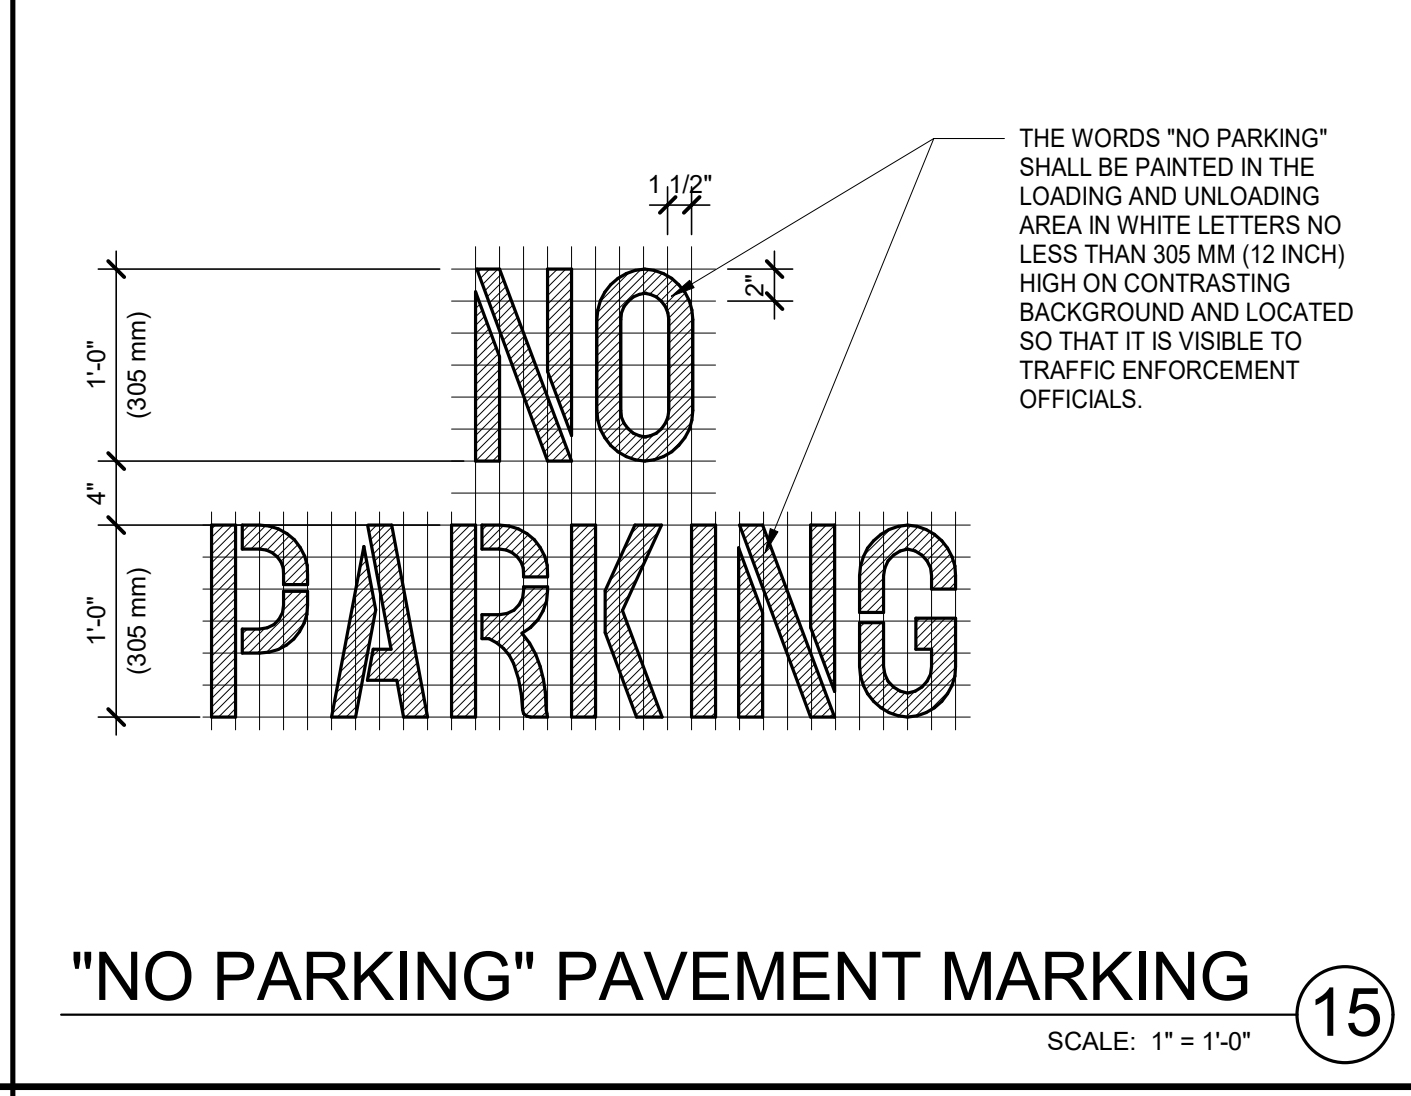 THE WORDS "NO PARKING"
SHALL BE PAINTED IN THE
LOADING AND UNLOADING
AREA IN WHITE LETTERS NO
LESS THAN 305 MM (12 INCH)
HIGH ON CONTRASTING
BACKGROUND AND LOCATED
SO THAT IT IS VISIBLE TO
TRAFFIC ENFORCEMENT
OFFICIALS.
1 1/2"
2"
1'-0"
(305 mm)
NO
4"
1'-0"
(305 mm)
PARKING
"NO PARKING" PAVEMENT MARKING
15
SCALE: 1" = 1'-0"